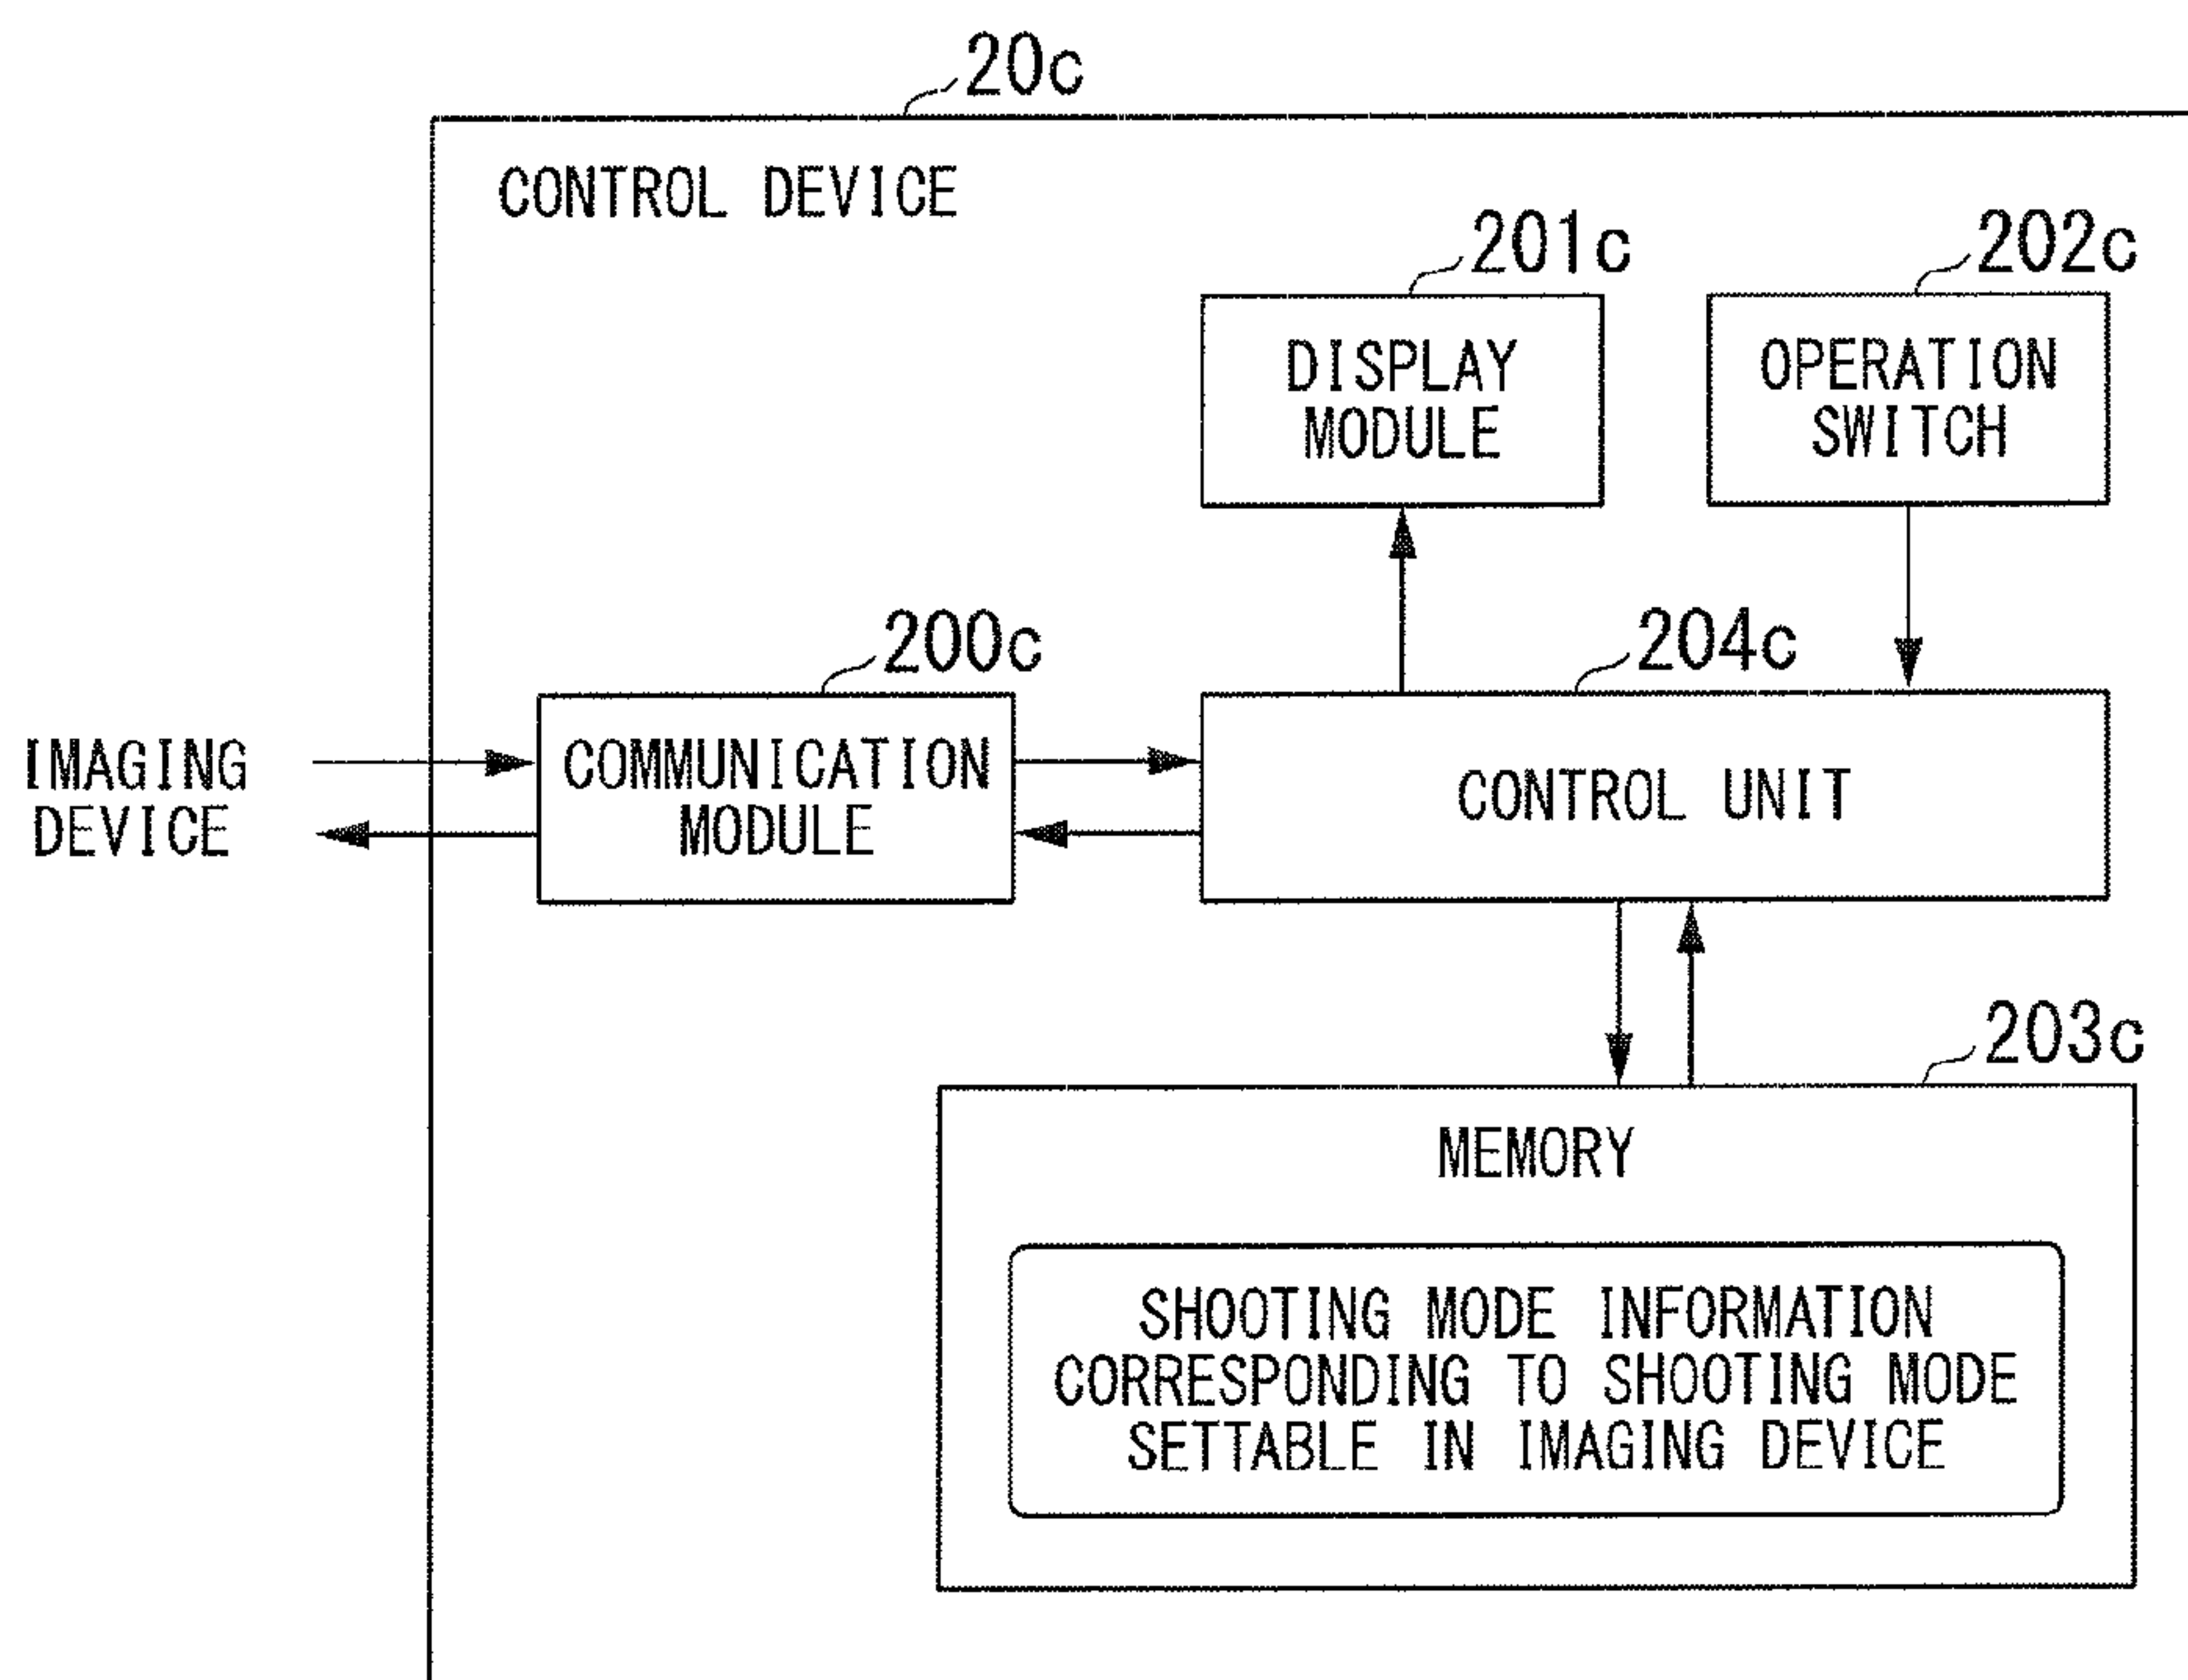 20c
CONTROL DEVICE
201c
202c
DISPLAY
MODULE
OPERATION
SWITCH
200c
204c
IMAGING
DEVICE
COMMUNICATION
MODULE
CONTROL UNIT
203c
MEMORY
SHOOTING MODE INFORMATION
CORRESPONDING TO SHOOTING MODE
SETTABLE IN IMAGING DEVICE